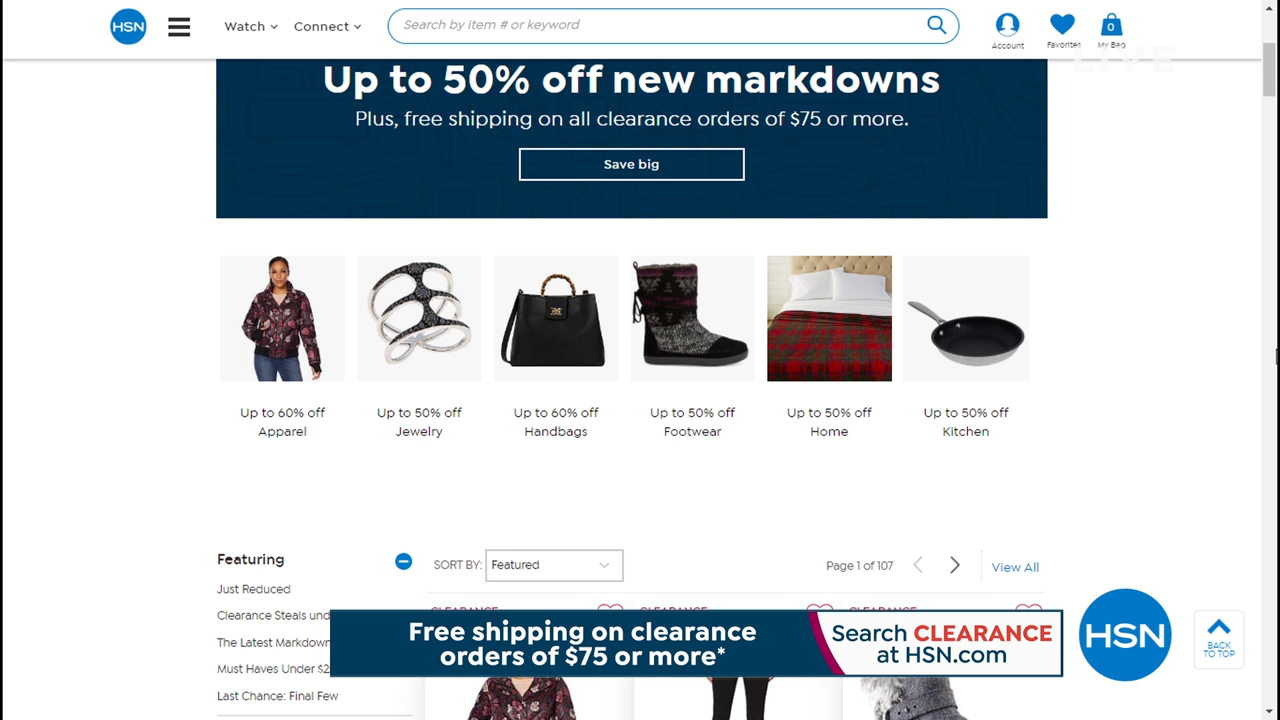 HSN
Watch
Connect
Search by item # or keyword
Account
Favorites
0
My Bag
LIVE
Up to 50% off new markdowns
Plus, free shipping on all clearance orders of $75 or more.
Save big
Up to 60% off
Apparel
Up to 50% off
Jewelry
Up to 60% off
Handbags
Up to 50% off
Footwear
Up to 50% off
Home
Up to 50% off
Kitchen
Featuring
Just Reduced
Clearance Steals und
The Latest Markdown
Must Haves Under $2
Last Chance: Final Few
SORT BY:
Featured
Page 1 of 107
View All
CLEARANCE
CLEARANCE
CLEARANCE
Free shipping on clearance
orders of $75 or more*
Search CLEARANCE
at HSN.com
HSN
BACK
TO TOP